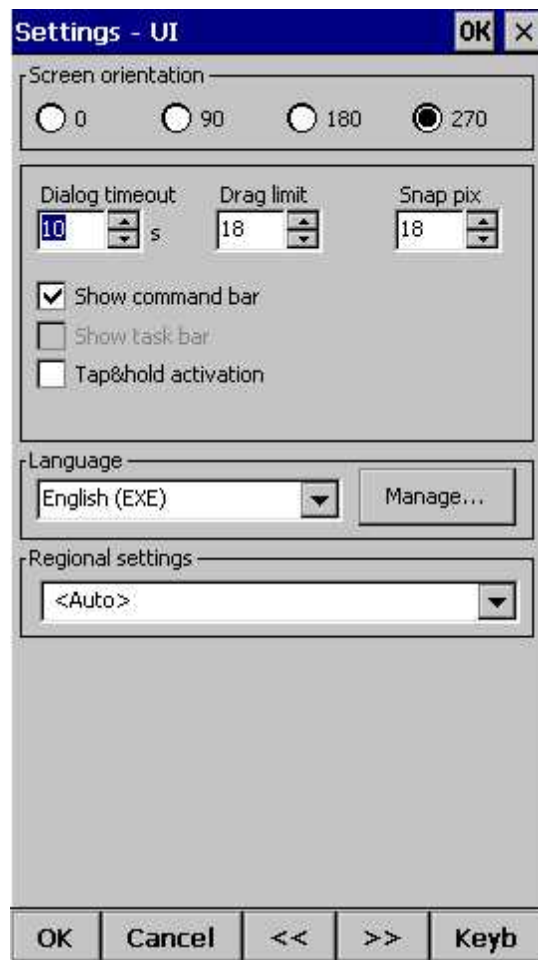 Settings - UI OK ×
Screen orientation
0 90 180 270
Dialog timeout Drag limit Snap pix
10 s 18 18
Show command bar
Show task bar
Tap&hold activation
Language
English (EXE) Manage...
Regional settings
<Auto>
OK Cancel << >> Keyb